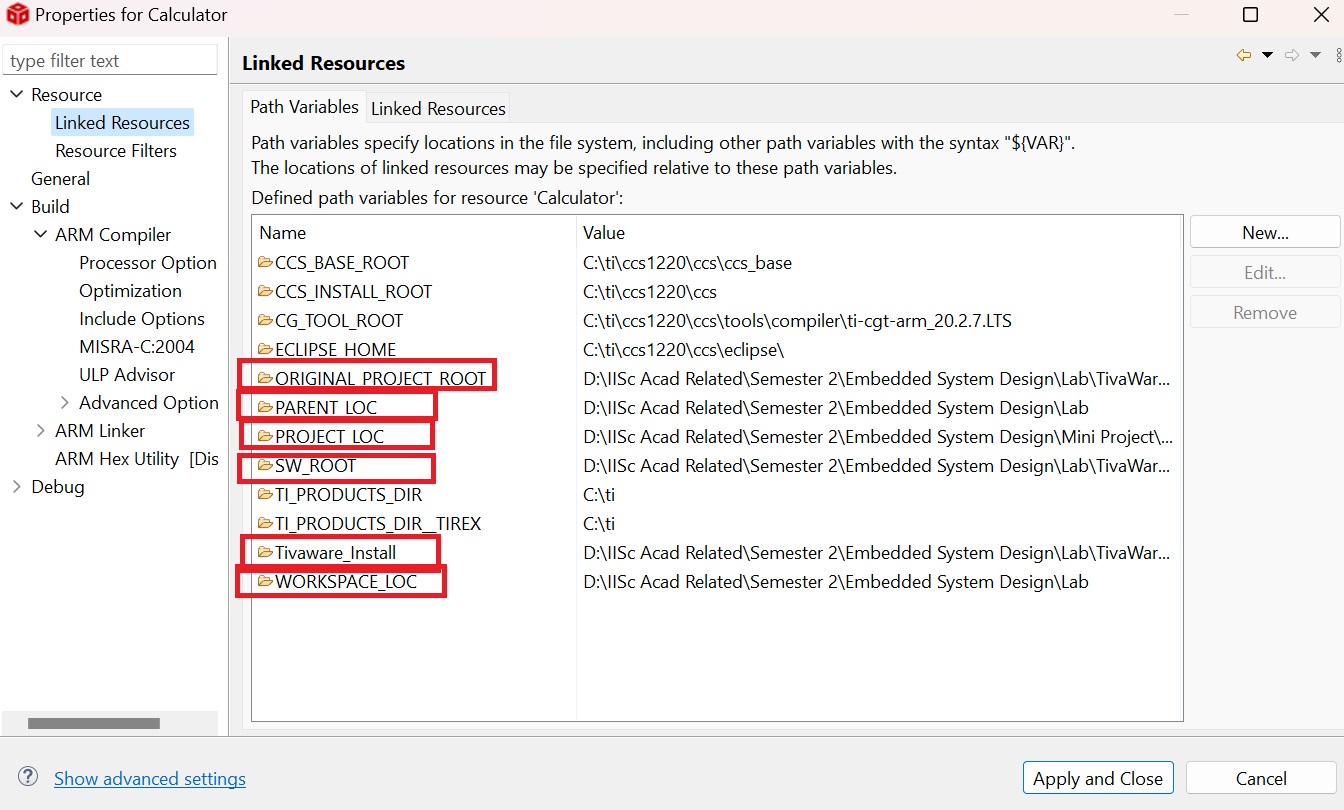 Properties for Calculator
type filter text
Resource
Linked Resources
Resource Filters
General
Build
ARM Compiler
Processor Option
Optimization
Include Options
MISRA-C:2004
ULP Advisor
Advanced Option
ARM Linker
ARM Hex Utility [Dis
Debug
Linked Resources
Path Variables Linked Resources
Path variables specify locations in the file system, including other path variables with the syntax "${VAR}".
The locations of linked resources may be specified relative to these path variables.
Defined path variables for resource 'Calculator':
Name Value
CCS_BASE_ROOT C:\ti\ccs1220\ccs\ccs_base
CCS_INSTALL_ROOT C:\ti\ccs1220\ccs
CG_TOOL_ROOT C:\ti\ccs1220\ccs\tools\compiler\ti-cgt-arm_20.2.7.LTS
ECLIPSE_HOME C:\ti\ccs1220\ccs\eclipse\
ORIGINAL_PROJECT_ROOT D:\IISc Acad Related\Semester 2\Embedded System Design\Lab\TivaWar...
PARENT_LOC D:\IISc Acad Related\Semester 2\Embedded System Design\Lab
PROJECT_LOC D:\IISc Acad Related\Semester 2\Embedded System Design\Mini Project\...
SW_ROOT D:\IISc Acad Related\Semester 2\Embedded System Design\Lab\TivaWar...
TI_PRODUCTS_DIR C:\ti
TI_PRODUCTS_DIR__TIREX C:\ti
Tivaware_Install D:\IISc Acad Related\Semester 2\Embedded System Design\Lab\TivaWar...
WORKSPACE_LOC D:\IISc Acad Related\Semester 2\Embedded System Design\Lab
New...
Edit...
Remove
Show advanced settings
Apply and Close Cancel